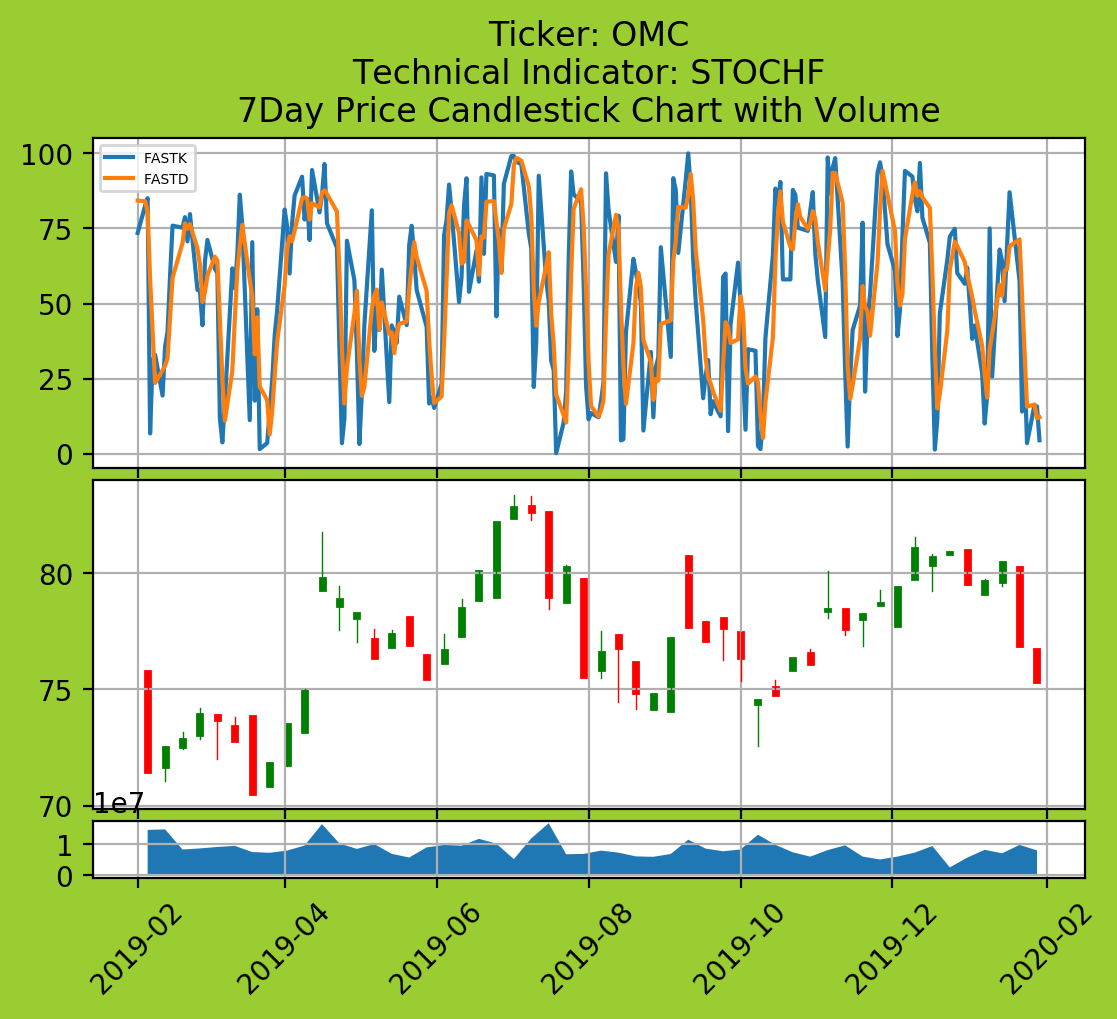 Ticker: OMC
Technical Indicator: STOCHF
7Day Price Candlestick Chart with Volume
FASTK
FASTD
100
75
50
25
0
80
75
70
1e7
1
0
2019-02
2019-04
2019-06
2019-08
2019-10
2019-12
2020-02